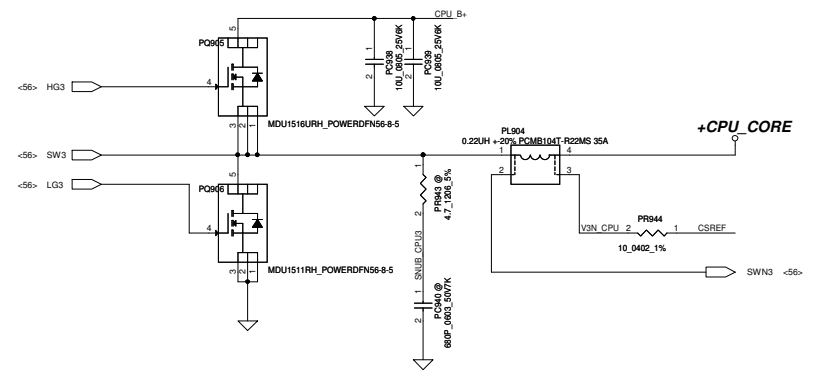 CPU_B+
5
PQ905
4
<56> HG3
3
2
1
MDU1516URH_POWERDFN56-8-5
1
2
PC938
10U_0805_25V6K
1
2
PC939
10U_0805_25V6K
<56> SW3
<56> LG3
5
PQ906
4
3
2
1
MDU1511RH_POWERDFN56-8-5
1
2
PR943 @
4.7_1206_5%
SNUB_CPU3
1
2
PC940 @
680P_0603_50V7K
PL904
0.22UH +-20% PCMB104T-R22MS 35A
1
4
2
3
+CPU_CORE
V3N_CPU
2
PR944
1
CSREF
10_0402_1%
SWN3 <56>